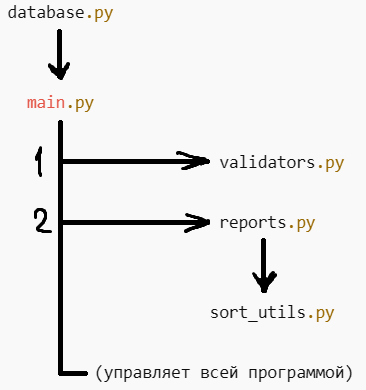 database.py
main.py
1
validators.py
2
reports.py
sort_utils.py
(управляет всей программой)